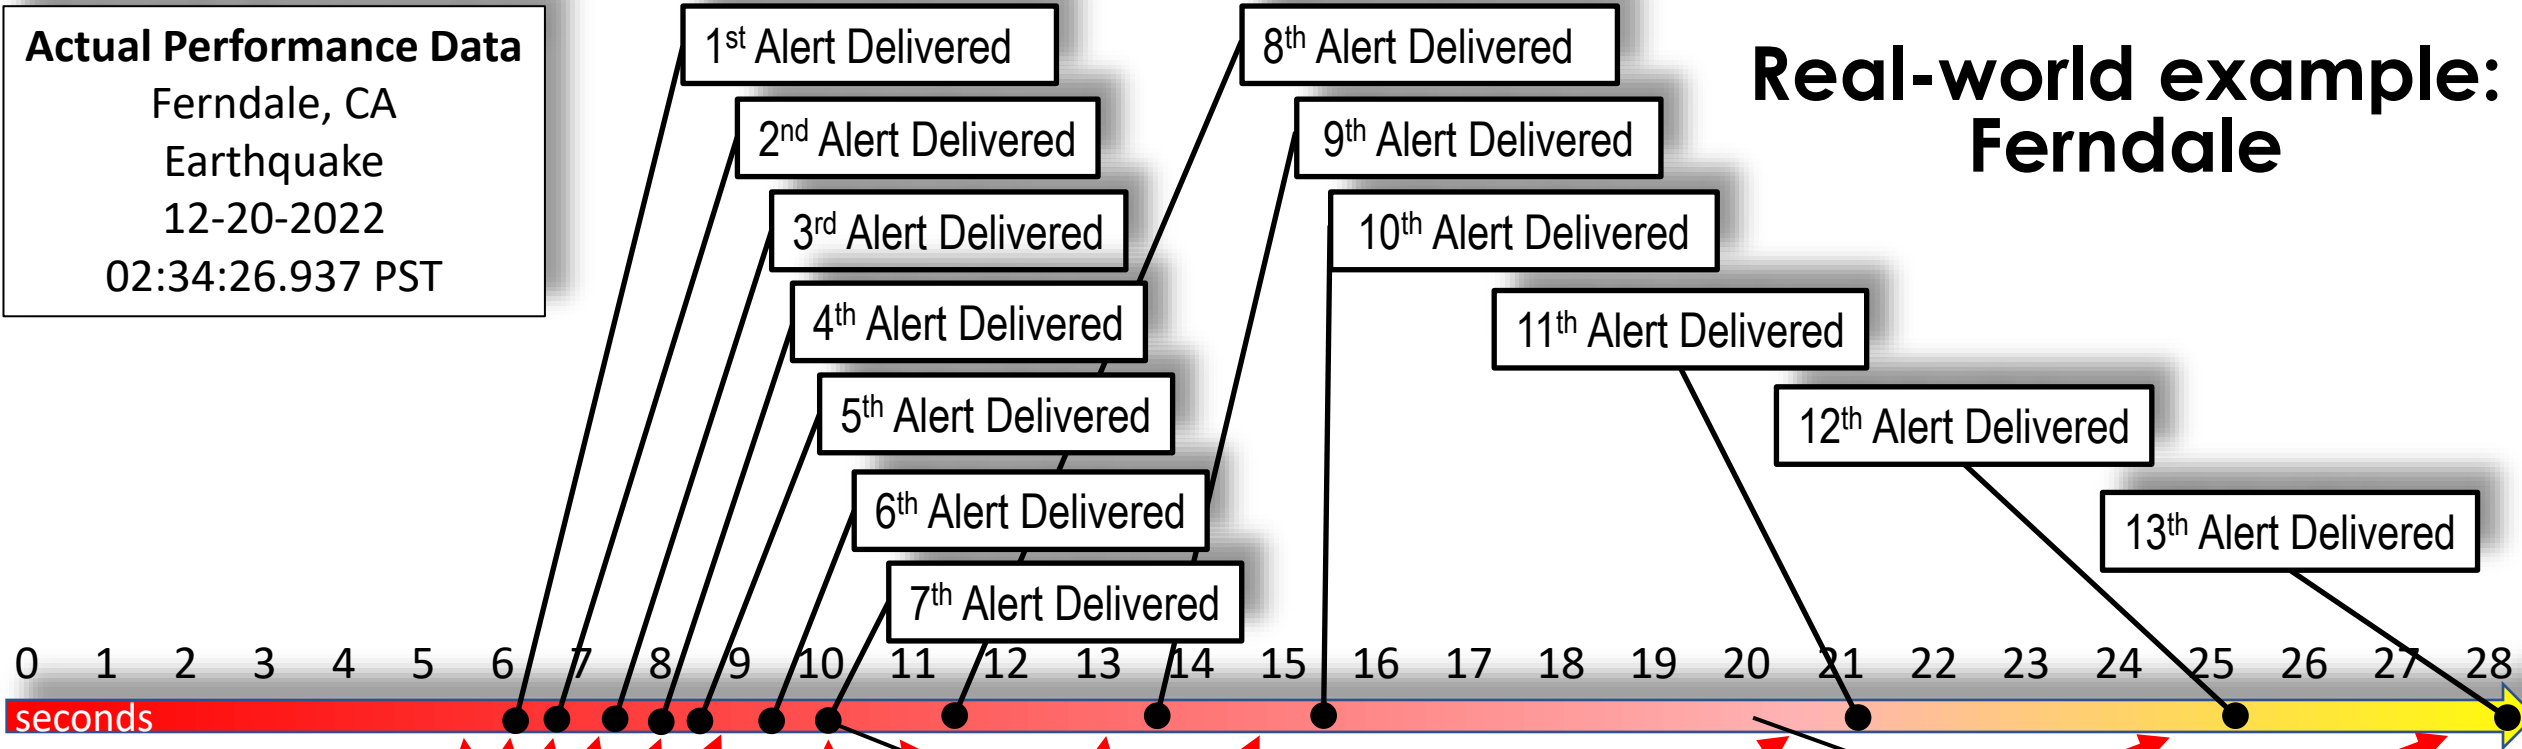 Actual Performance Data
Ferndale, CA
Earthquake
12-20-2022
02:34:26.937 PST
1st Alert Delivered
2nd Alert Delivered
3rd Alert Delivered
4th Alert Delivered
5th Alert Delivered
6th Alert Delivered
7th Alert Delivered
8th Alert Delivered
9th Alert Delivered
10th Alert Delivered
11th Alert Delivered
12th Alert Delivered
13th Alert Delivered
Real-world example:
Ferndale
0 1 2 3 4 5 6 7 8 9 10 11 12 13 14 15 16 17 18 19 20 21 22 23 24 25 26 27 28
seconds